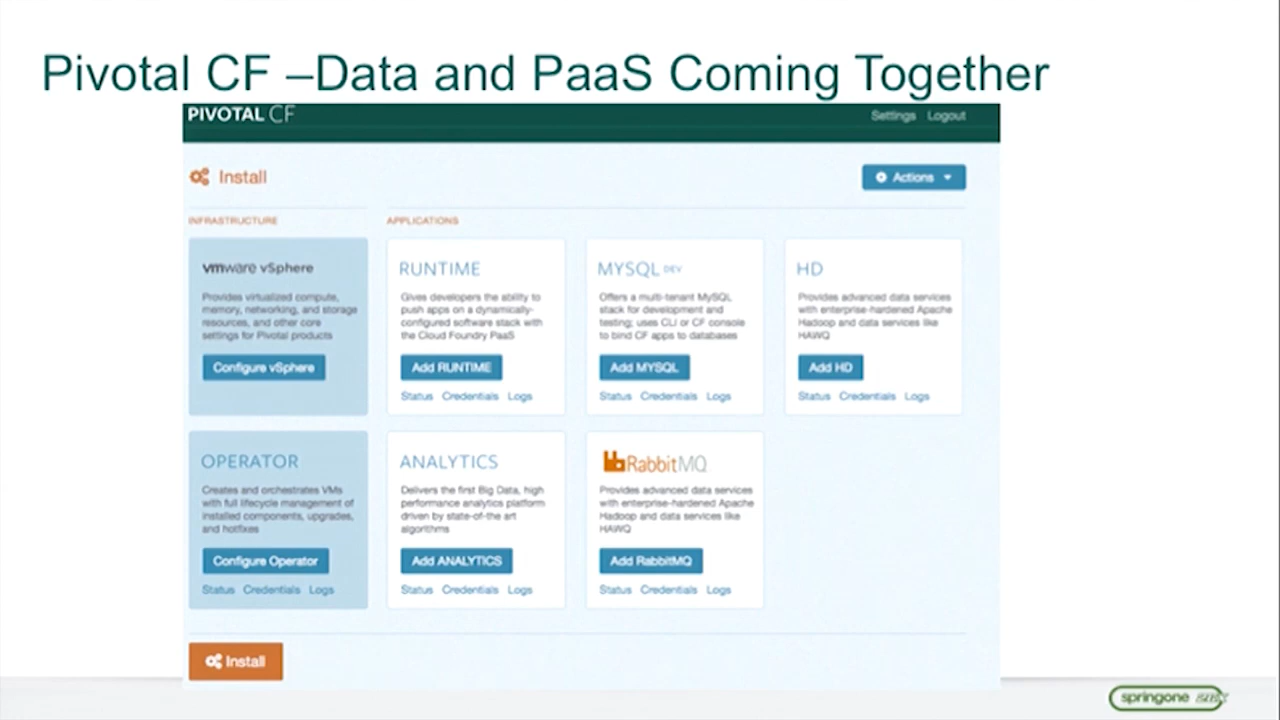 Pivotal CF –Data and PaaS Coming Together
PIVOTAL CF
Settings Logout
Install
Actions
INFRASTRUCTURE
APPLICATIONS
vmware vSphere
Provides virtualized compute,
memory, networking, and storage
resources, and other core
settings for Pivotal products
Configure vSphere
RUNTIME
Gives developers the ability to
push apps on a dynamically-
configured software stack with
the Cloud Foundry PaaS
Add RUNTIME
Status Credentials Logs
MYSQL DEV
Offers a multi-tenant MySQL
stack for development and
testing; uses CLI or CF console
to bind CF apps to databases
Add MYSQL
Status Credentials Logs
HD
Provides advanced data services
with enterprise-hardened Apache
Hadoop and data services like
HAWQ
Add HD
Status Credentials Logs
OPERATOR
Creates and orchestrates VMs
with full lifecycle management of
installed components, upgrades,
and hotfixes
Configure Operator
Status Credentials Logs
ANALYTICS
Delivers the first Big Data, high
performance analytics platform
driven by state-of-the art
algorithms
Add ANALYTICS
Status Credentials Logs
RabbitMQ
Provides advanced data services
with enterprise-hardened Apache
Hadoop and data services like
HAWQ
Add RabbitMQ
Status Credentials Logs
Install
springone